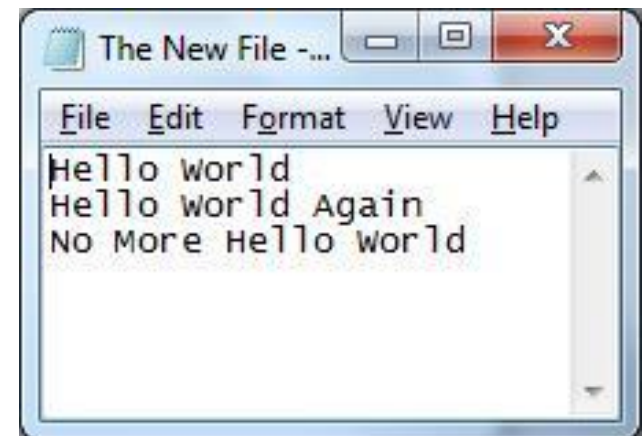 The New File -...
File Edit Format View Help
Hello World
Hello World Again
No More Hello World